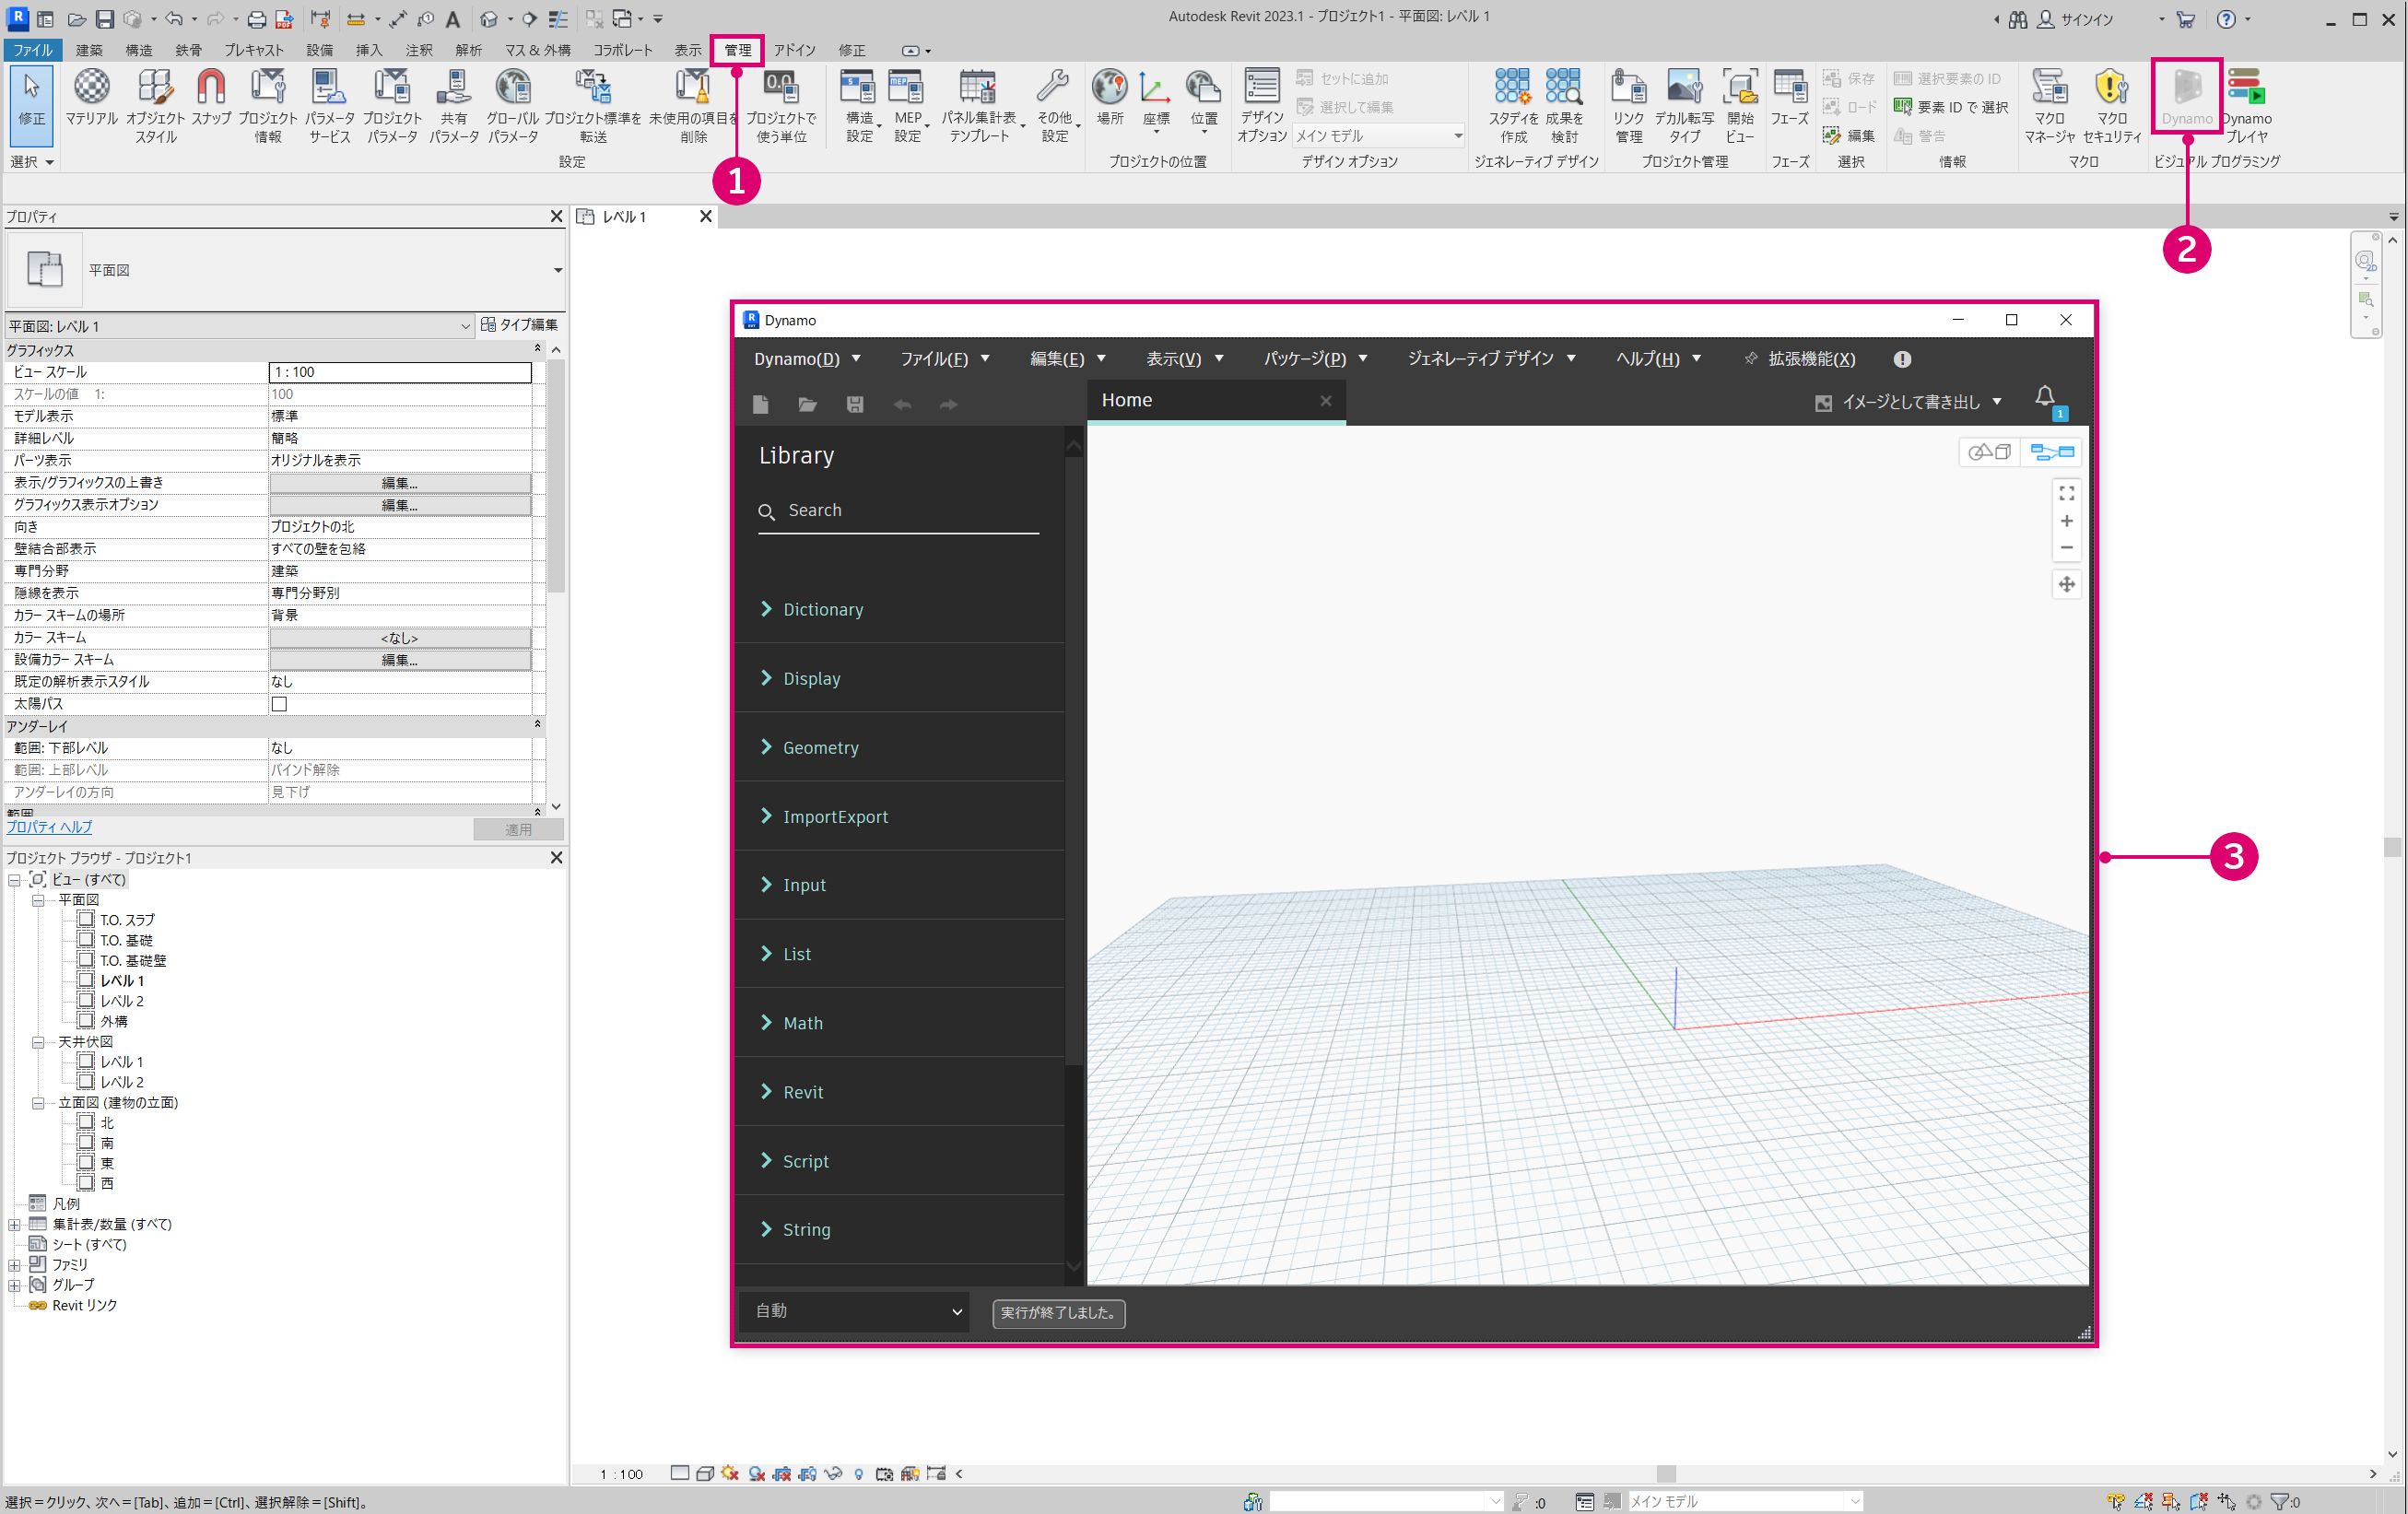 Autodesk Revit 2023.1 - プロジェクト1 - 平面図: レベル 1
サインイン
ファイル 建築 構造 鉄骨 プレキャスト 設備 挿入 注釈 解析 マス & 外構 コラボレート 表示 管理 アドイン 修正
修正
マテリアル
オブジェクト
スタイル
スナップ
プロジェクト
情報
パラメータ
サービス
プロジェクト
パラメータ
共有
パラメータ
グローバル
パラメータ
プロジェクト標準を
転送
未使用の項目を
削除
プロジェクトで
使う単位
構造
設定
MEP
設定
パネル集計表
テンプレート
その他
設定
場所
座標
位置
デザイン
オプション
セットに追加
選択して編集
メイン モデル
スタディを
作成
成果を
検討
リンク
管理
デカル転写
タイプ
開始
ビュー
フェーズ
保存
ロード
編集
選択要素の ID
要素 ID で 選択
警告
マクロ
マネージャ
マクロ
セキュリティ
Dynamo
Dynamo
プレイヤ
選択
設定
プロジェクトの位置
デザイン オプション
ジェネレーティブ デザイン
プロジェクト管理
フェーズ
選択
情報
マクロ
ビジュアル プログラミング
1
2
プロパティ
レベル 1
平面図
平面図: レベル 1
タイプ編集
グラフィックス
ビュー スケール 1 : 100
スケールの値 1: 100
モデル表示 標準
詳細レベル 簡略
パーツ表示 オリジナルを表示
表示/グラフィックスの上書き 編集...
グラフィックス表示オプション 編集...
向き プロジェクトの北
壁結合部表示 すべての壁を包絡
専門分野 建築
隠線を表示 専門分野別
カラー スキームの場所 背景
カラー スキーム <なし>
設備カラー スキーム 編集...
既定の解析表示スタイル なし
太陽パス
アンダーレイ
範囲: 下部レベル なし
範囲: 上部レベル バインド解除
アンダーレイの方向 見下げ
範囲
プロパティ ヘルプ
適用
プロジェクト ブラウザ - プロジェクト1
ビュー (すべて)
平面図
T.O. スラブ
T.O. 基礎
T.O. 基礎壁
レベル 1
レベル 2
外構
天井伏図
レベル 1
レベル 2
立面図 (建物の立面)
北
南
東
西
凡例
集計表/数量 (すべて)
シート (すべて)
ファミリ
グループ
Revit リンク
Dynamo
Dynamo(D) ファイル(F) 編集(E) 表示(V) パッケージ(P) ジェネレーティブ デザイン ヘルプ(H) 拡張機能(X)
Home
イメージとして書き出し
1
Library
Search
Dictionary
Display
Geometry
ImportExport
Input
List
Math
Revit
Script
String
自動
実行が終了しました。
3
1 : 100
選択＝クリック、次へ＝[Tab]、追加＝[Ctrl]、選択解除＝[Shift]。
:0
メイン モデル
:0